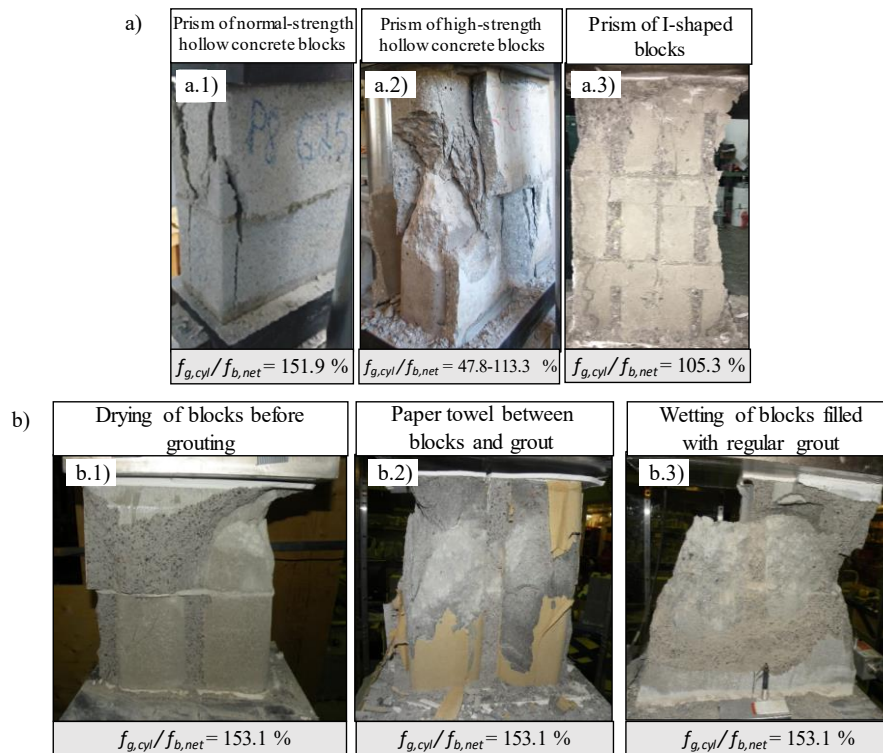 a)
Prism of normal-strength
hollow concrete blocks
Prism of high-strength
hollow concrete blocks
Prism of I-shaped
blocks
a.1)
a.2)
a.3)
P8 G25
f_g,cyl/f_b,net = 151.9 %
f_g,cyl/f_b,net = 47.8-113.3 %
f_g,cyl/f_b,net = 105.3 %
b)
Drying of blocks before
grouting
Paper towel between
blocks and grout
Wetting of blocks filled
with regular grout
b.1)
b.2)
b.3)
f_g,cyl/f_b,net = 153.1 %
f_g,cyl/f_b,net = 153.1 %
f_g,cyl/f_b,net = 153.1 %